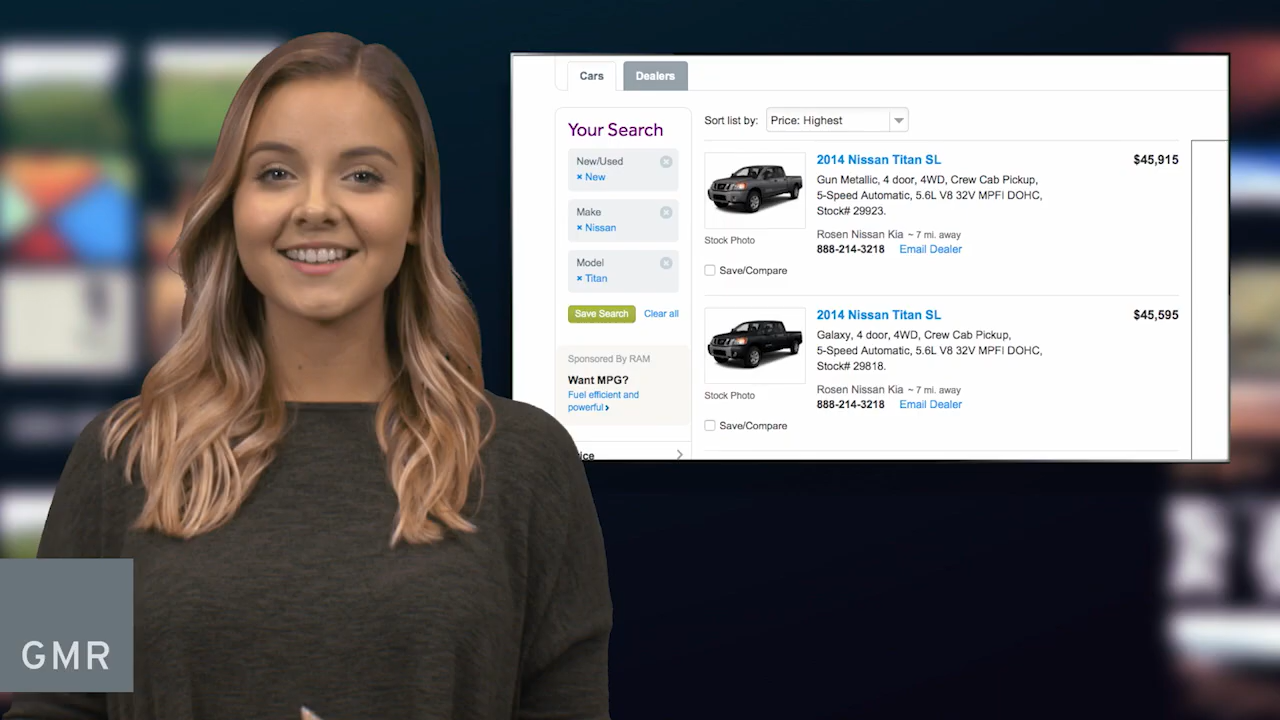 Cars
Dealers
Your Search
New/Used
× New
Make
× Nissan
Model
× Titan
Save Search
Clear all
Sponsored By RAM
Want MPG?
Fuel efficient and
powerful ›
Sort list by:
Price: Highest
2014 Nissan Titan SL
$45,915
Gun Metallic, 4 door, 4WD, Crew Cab Pickup,
5-Speed Automatic, 5.6L V8 32V MPFI DOHC,
Stock# 29923.
Rosen Nissan Kia ~ 7 mi. away
888-214-3218 Email Dealer
Stock Photo
Save/Compare
2014 Nissan Titan SL
$45,595
Galaxy, 4 door, 4WD, Crew Cab Pickup,
5-Speed Automatic, 5.6L V8 32V MPFI DOHC,
Stock# 29818.
Rosen Nissan Kia ~ 7 mi. away
888-214-3218 Email Dealer
Stock Photo
Save/Compare
GMR